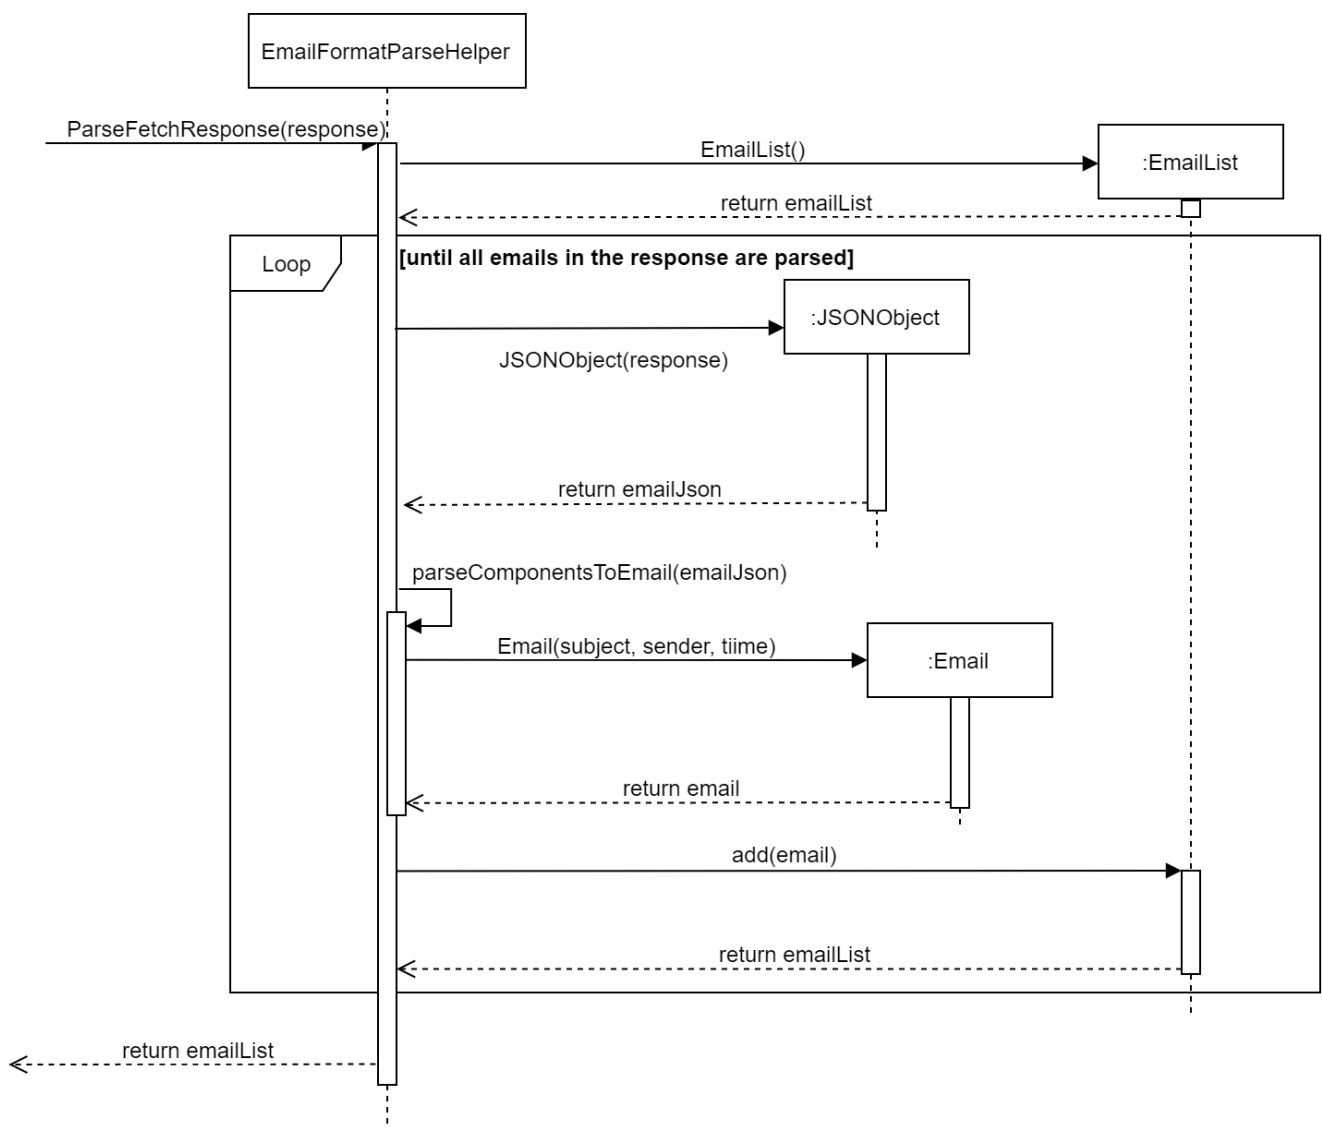 EmailFormatParseHelper
ParseFetchResponse(response)
EmailList()
:EmailList
return emailList
Loop
[until all emails in the response are parsed]
:JSONObject
JSONObject(response)
return emailJson
parseComponentsToEmail(emailJson)
Email(subject, sender, tiime)
:Email
return email
add(email)
return emailList
return emailList